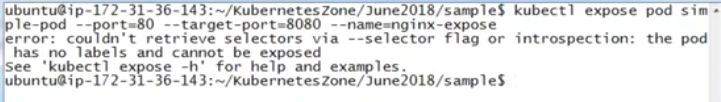 ubuntu@ip-172-31-36-143:~/KubernetesZone/June2018/sample$ kubectl expose pod sim
ple-pod --port=80 --target-port=8080 --name=nginx-expose
error: couldn't retrieve selectors via --selector flag or introspection: the pod
 has no labels and cannot be exposed
See 'kubectl expose -h' for help and examples.
ubuntu@ip-172-31-36-143:~/KubernetesZone/June2018/sample$